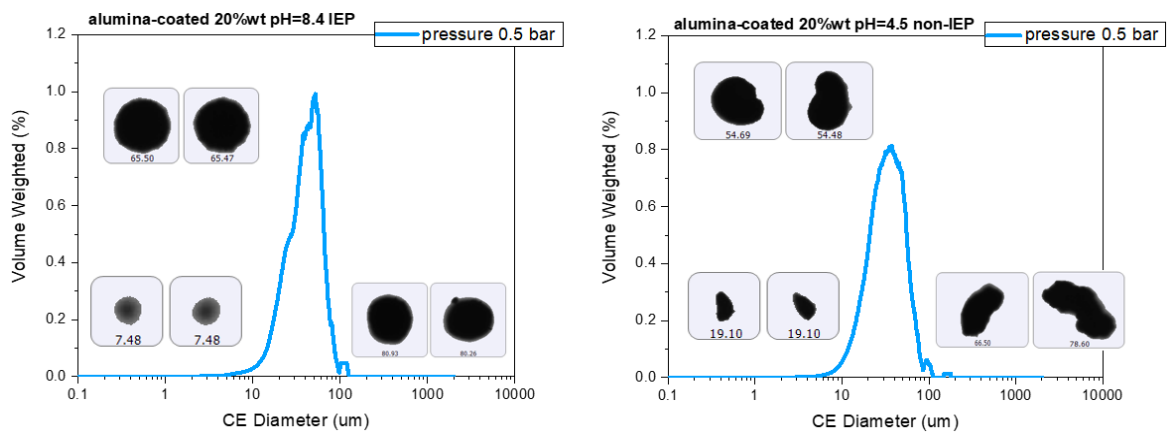 alumina-coated 20%wt pH=8.4 IEP
pressure 0.5 bar
1.2
1.0
0.8
0.6
0.4
0.2
0.0
Volume Weighted (%)
65.50 65.47
7.48 7.48
80.93 80.26
0.1 1 10 100 1000 10000
CE Diameter (um)
alumina-coated 20%wt pH=4.5 non-IEP
pressure 0.5 bar
1.2
1.0
0.8
0.6
0.4
0.2
0.0
Volume Weighted (%)
54.69 54.48
19.10 19.10
66.50 78.60
0.1 1 10 100 1000 10000
CE Diameter (um)